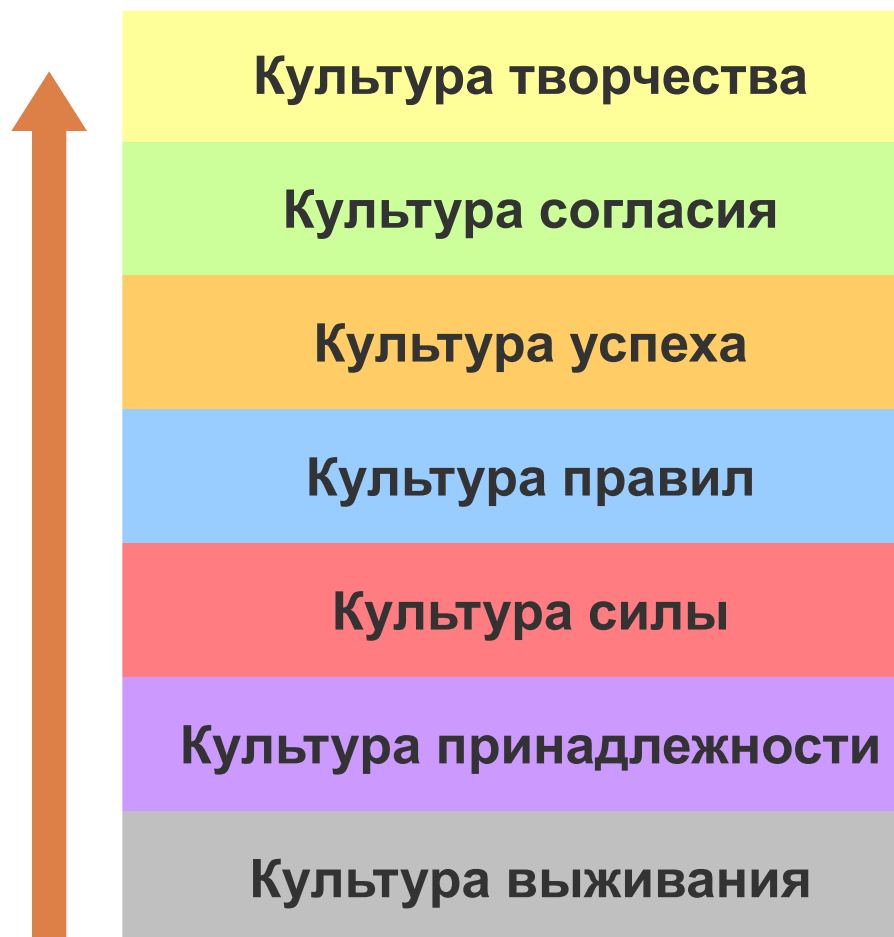 Культура творчества
Культура согласия
Культура успеха
Культура правил
Культура силы
Культура принадлежности
Культура выживания